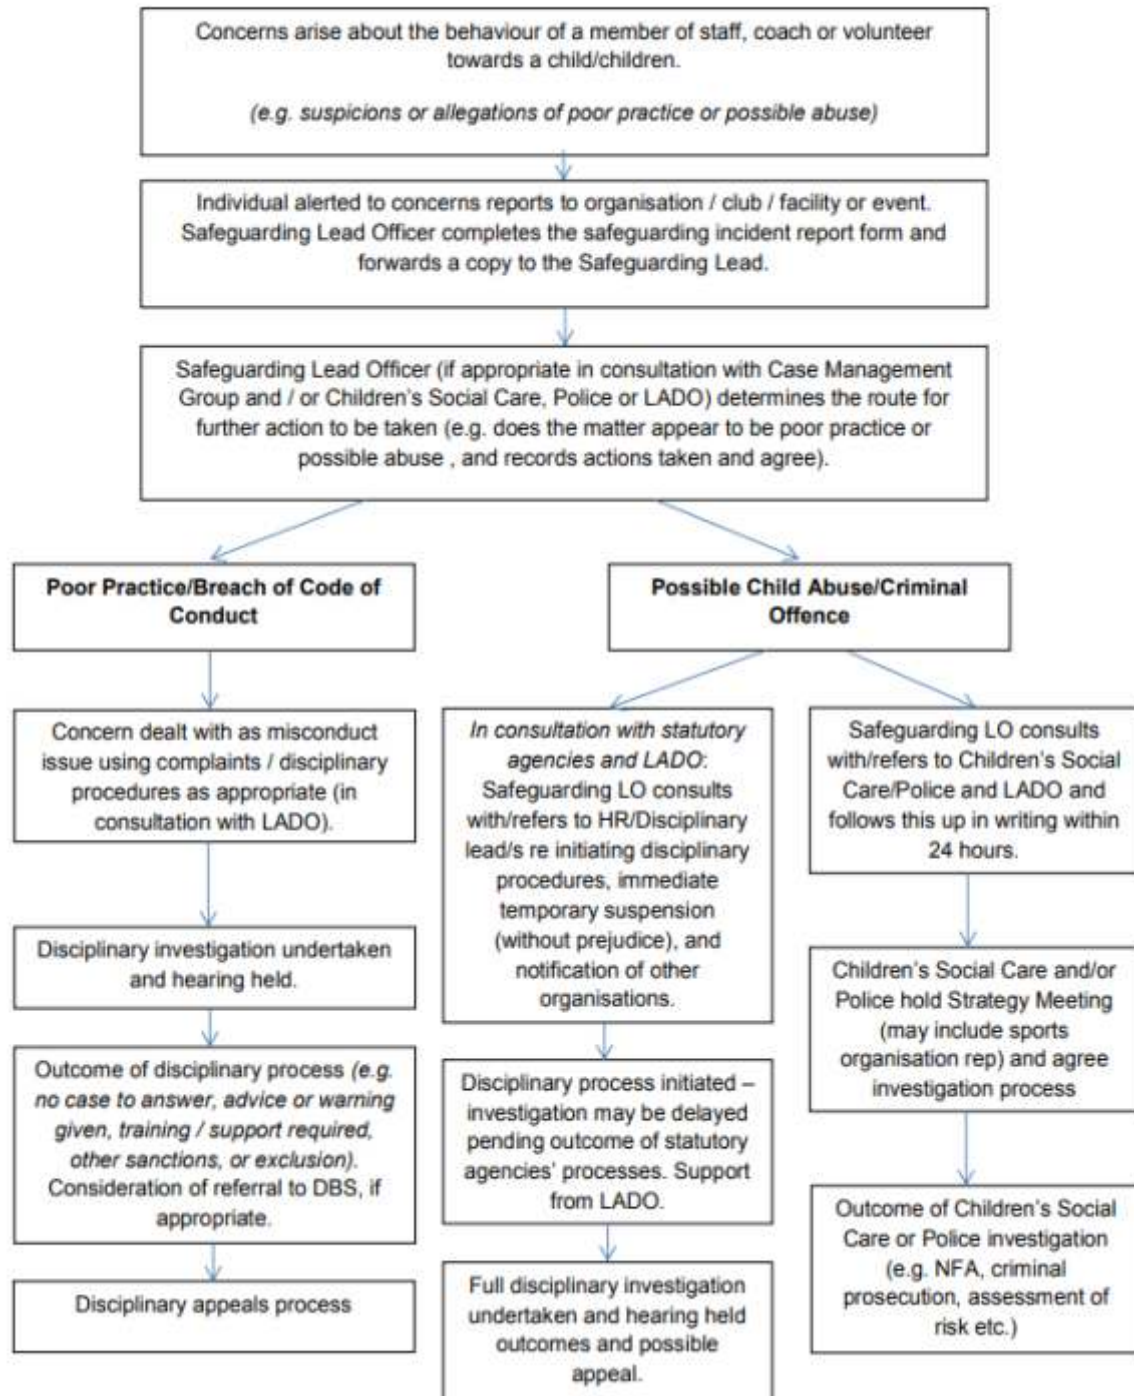 Concerns arise about the behaviour of a member of staff, coach or volunteer
towards a child/children.
(e.g. suspicions or allegations of poor practice or possible abuse)
Individual alerted to concerns reports to organisation / club / facility or event.
Safeguarding Lead Officer completes the safeguarding incident report form and
forwards a copy to the Safeguarding Lead.
Safeguarding Lead Officer (if appropriate in consultation with Case Management
Group and / or Children's Social Care, Police or LADO) determines the route for
further action to be taken (e.g. does the matter appear to be poor practice or
possible abuse , and records actions taken and agree).
Poor Practice/Breach of Code of
Conduct
Concern dealt with as misconduct
issue using complaints / disciplinary
procedures as appropriate (in
consultation with LADO).
Disciplinary investigation undertaken
and hearing held.
Outcome of disciplinary process (e.g.
no case to answer, advice or warning
given, training / support required,
other sanctions, or exclusion).
Consideration of referral to DBS, if
appropriate.
Disciplinary appeals process
Possible Child Abuse/Criminal
Offence
In consultation with statutory
agencies and LADO:
Safeguarding LO consults
with/refers to HR/Disciplinary
lead/s re initiating disciplinary
procedures, immediate
temporary suspension
(without prejudice), and
notification of other
organisations.
Disciplinary process initiated –
investigation may be delayed
pending outcome of statutory
agencies' processes. Support
from LADO.
Full disciplinary investigation
undertaken and hearing held
outcomes and possible
appeal.
Safeguarding LO consults
with/refers to Children's Social
Care/Police and LADO and
follows this up in writing within
24 hours.
Children's Social Care and/or
Police hold Strategy Meeting
(may include sports
organisation rep) and agree
investigation process
Outcome of Children's Social
Care or Police investigation
(e.g. NFA, criminal
prosecution, assessment of
risk etc.)